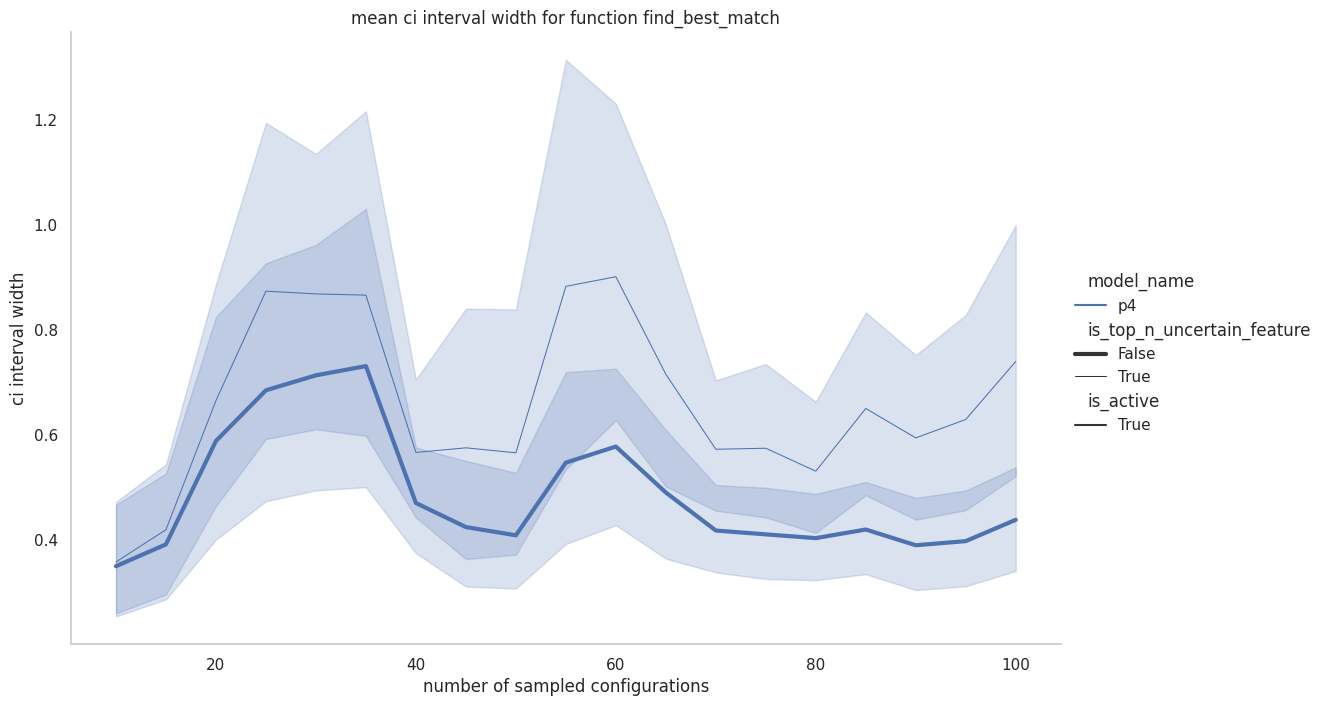 mean ci interval width for function find_best_match
ci interval width
1.2
1.0
0.8
0.6
0.4
20
40
60
80
100
number of sampled configurations
model_name
p4
is_top_n_uncertain_feature
False
True
is_active
True